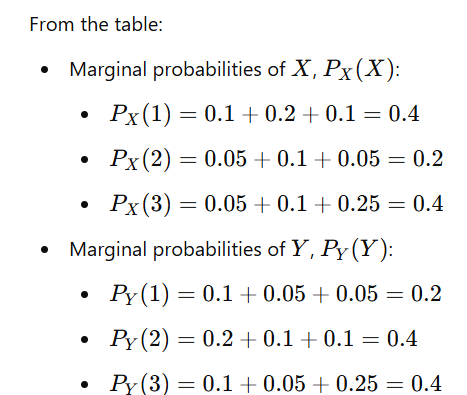 From the table:
• Marginal probabilities of X, P_X(X):
• P_X(1) = 0.1 + 0.2 + 0.1 = 0.4
• P_X(2) = 0.05 + 0.1 + 0.05 = 0.2
• P_X(3) = 0.05 + 0.1 + 0.25 = 0.4
• Marginal probabilities of Y, P_Y(Y):
• P_Y(1) = 0.1 + 0.05 + 0.05 = 0.2
• P_Y(2) = 0.2 + 0.1 + 0.1 = 0.4
• P_Y(3) = 0.1 + 0.05 + 0.25 = 0.4